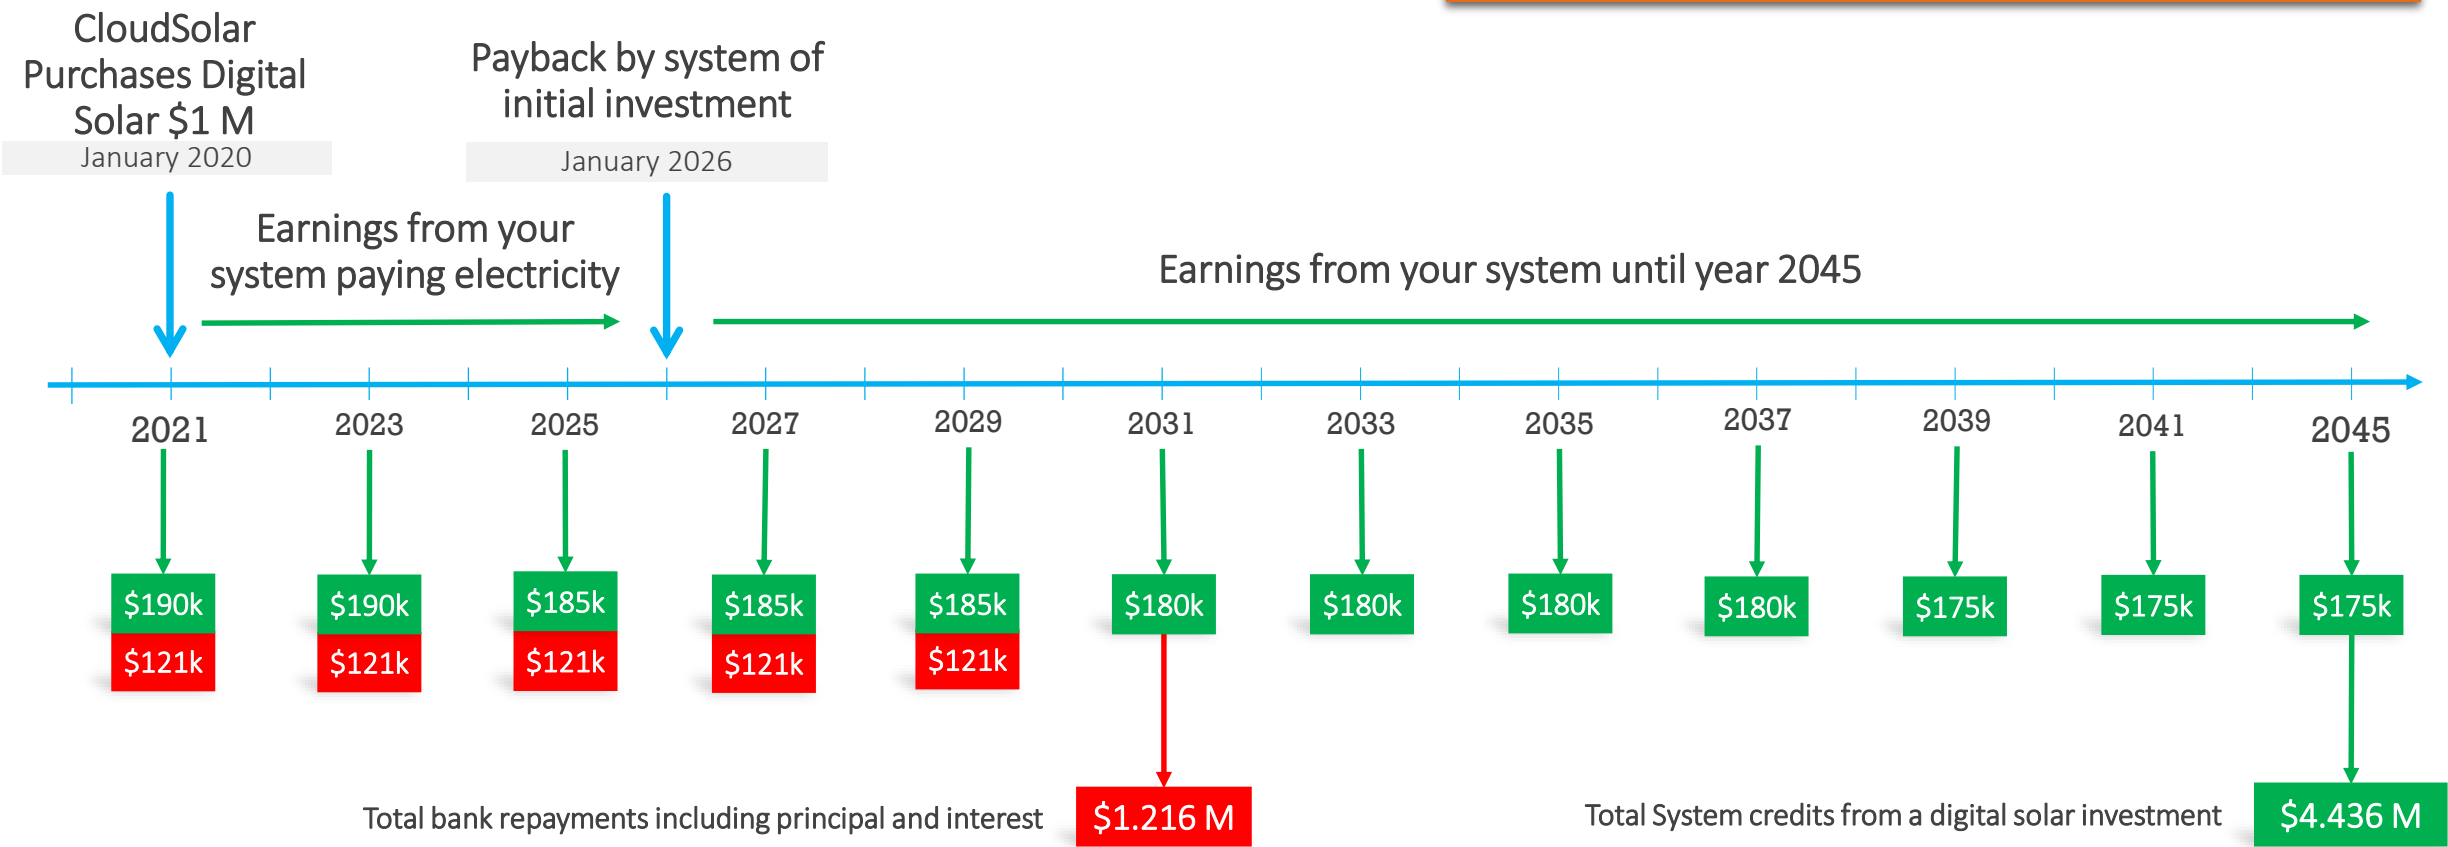 CloudSolar
Purchases Digital
Solar $1 M
January 2020
Payback by system of
initial investment
January 2026
Earnings from your
system paying electricity
Earnings from your system until year 2045
2021
2023
2025
2027
2029
2031
2033
2035
2037
2039
2041
2045
$190k
$190k
$185k
$185k
$185k
$180k
$180k
$180k
$180k
$175k
$175k
$175k
$121k
$121k
$121k
$121k
$121k
Total bank repayments including principal and interest
$1.216 M
Total System credits from a digital solar investment
$4.436 M